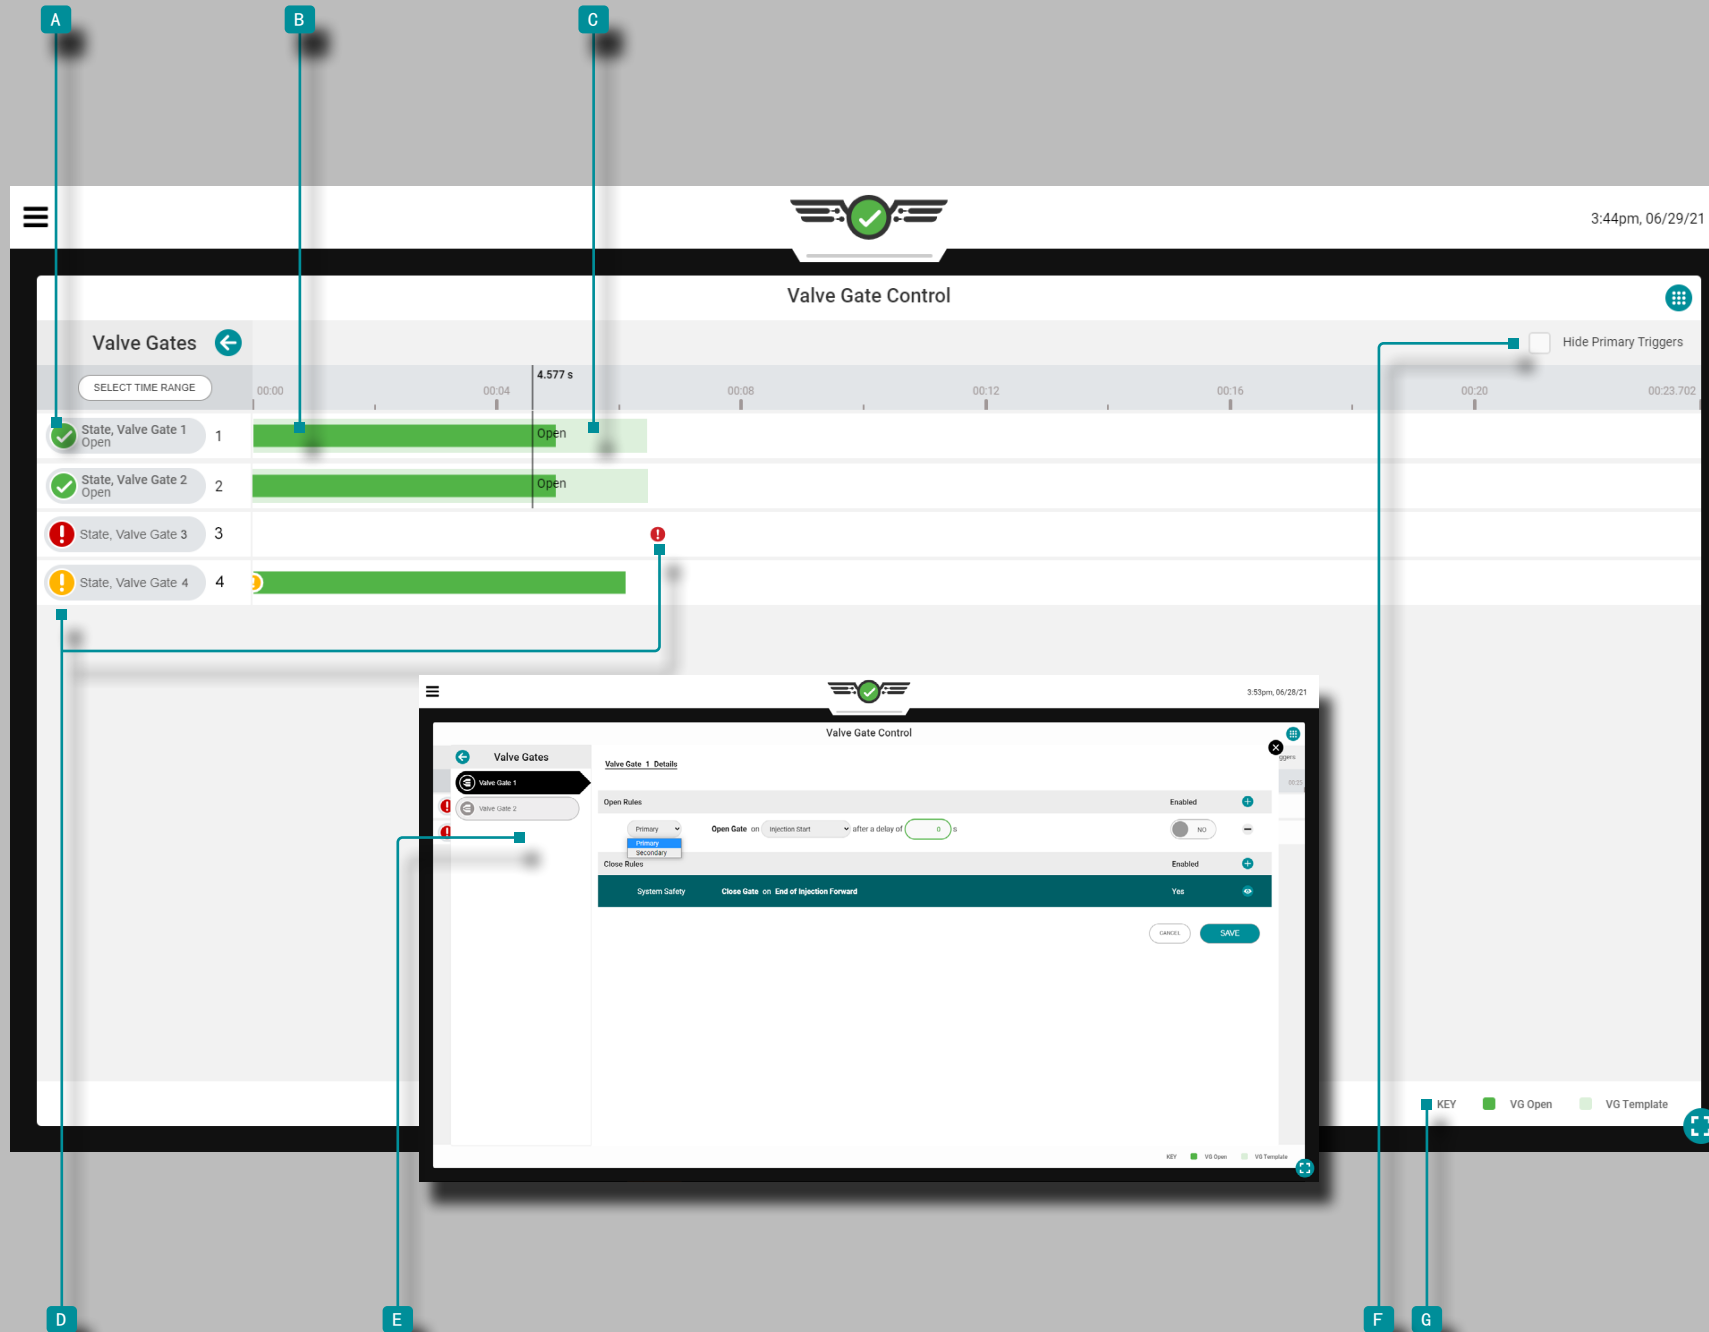 A B C
3:44pm, 06/29/21
Valve Gate Control
Valve Gates
Hide Primary Triggers
SELECT TIME RANGE
4.577 s
00:00 00:04 00:08 00:12 00:16 00:20 00:23.702
State, Valve Gate 1
Open
1
Open
State, Valve Gate 2
Open
2
Open
State, Valve Gate 3
3
State, Valve Gate 4
4
3:53pm, 06/28/21
Valve Gate Control
Valve Gates
Valve Gate 1 Details
ggers
Valve Gate 1
00:23
Valve Gate 2
Open Rules Enabled
Primary Open Gate on Injection Start after a delay of 0 s NO
Primary
Secondary
Close Rules Enabled
System Safety Close Gate on End of Injection Forward Yes
CANCEL SAVE
KEY VG Open VG Template
KEY VG Open VG Template
D E F G